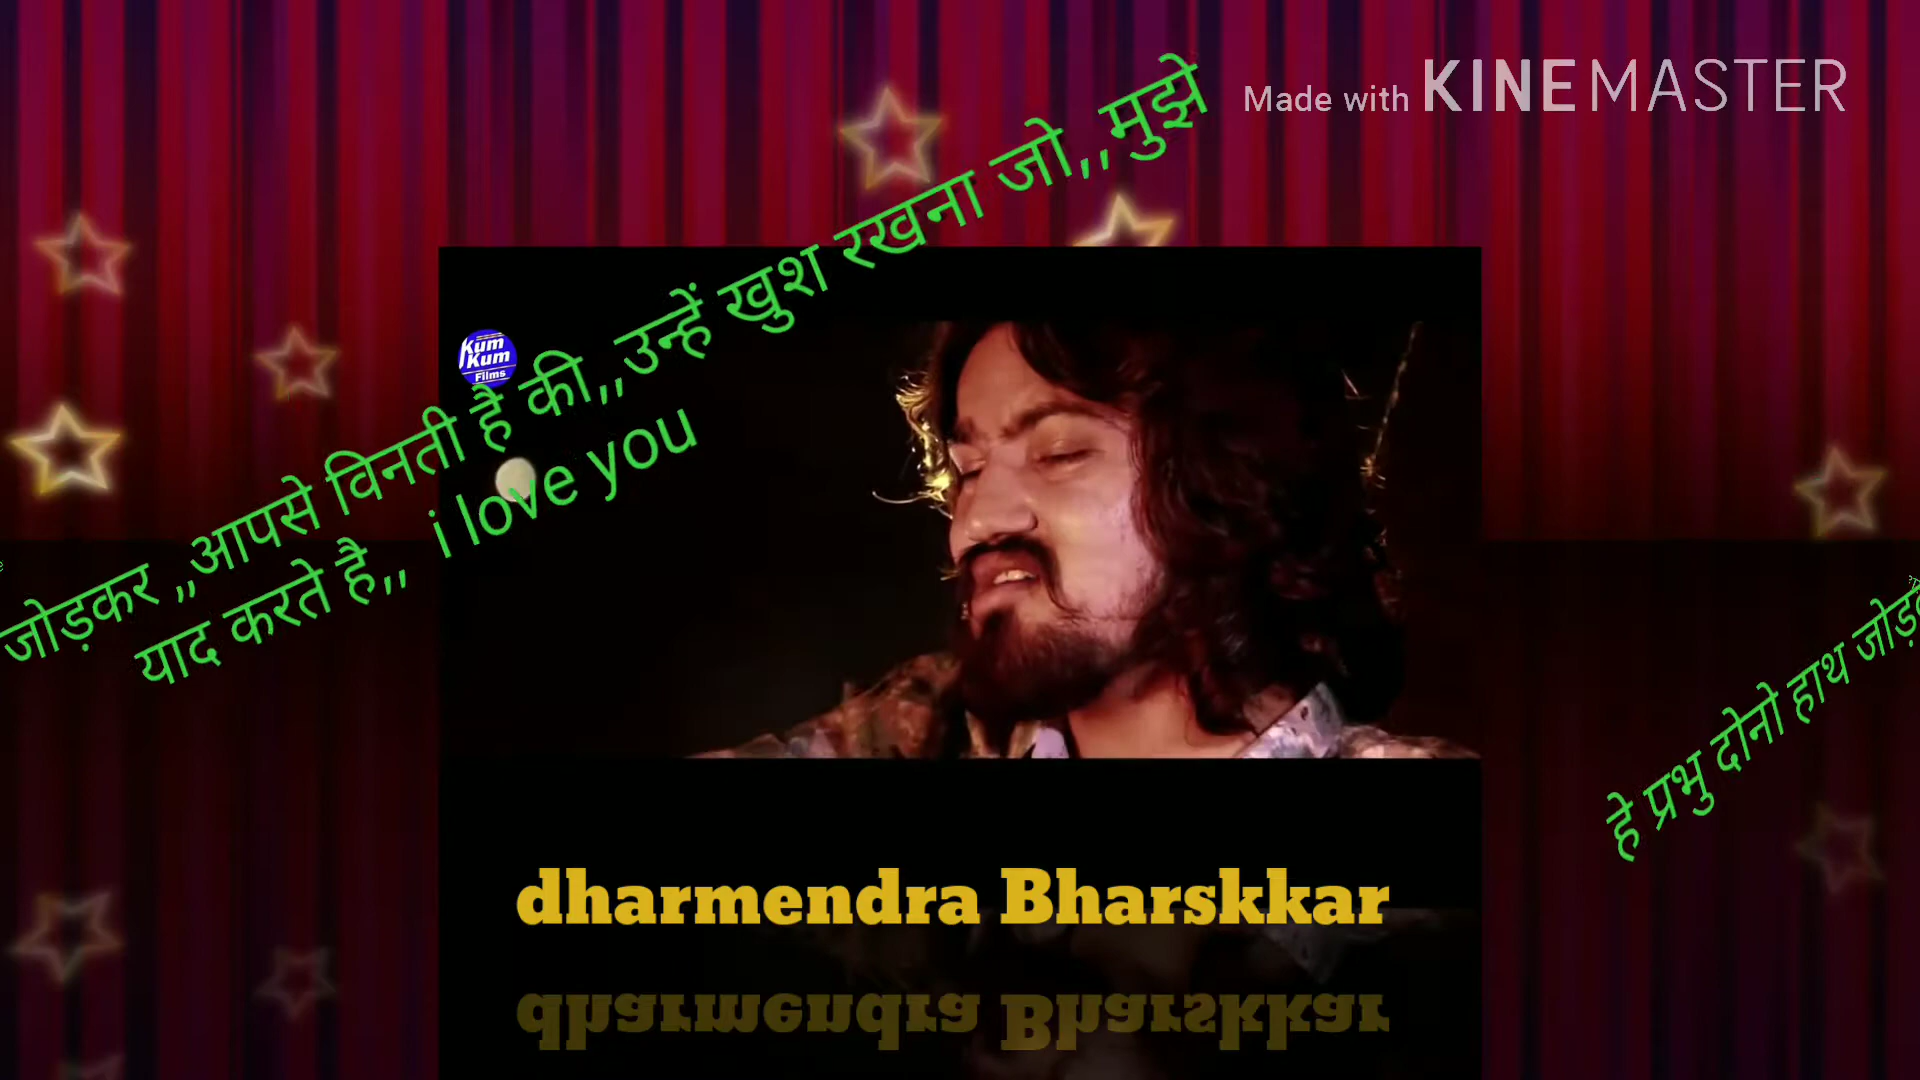 Made with KINEMASTER
जोड़कर ,,आपसे विनती है की,,उन्हें खुश रखना जो,,मुझे
याद करते है,, i love you
Kum
Kum
Films
हे प्रभु दोनो हाथ जोड़
dharmendra Bharskkar
dharmendra Bharskkar